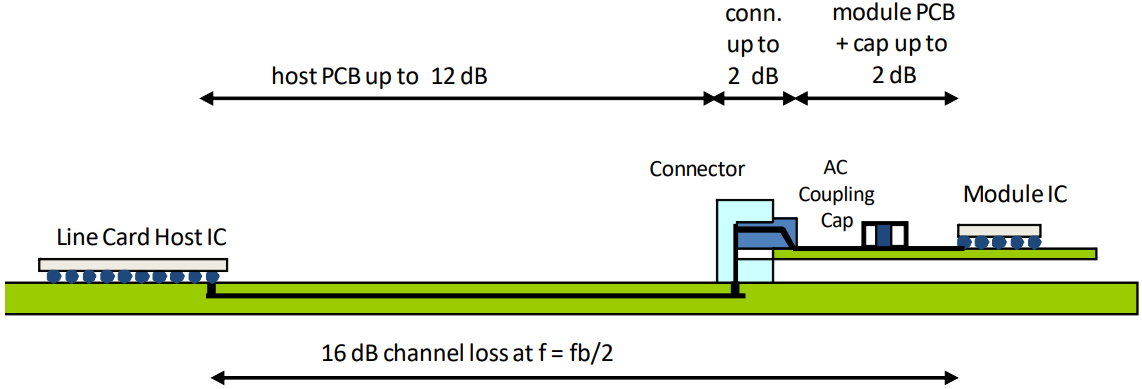 host PCB up to 12 dB
conn.
up to
2 dB
module PCB
+ cap up to
2 dB
Connector
AC
Coupling
Cap
Module IC
Line Card Host IC
16 dB channel loss at f = fb/2